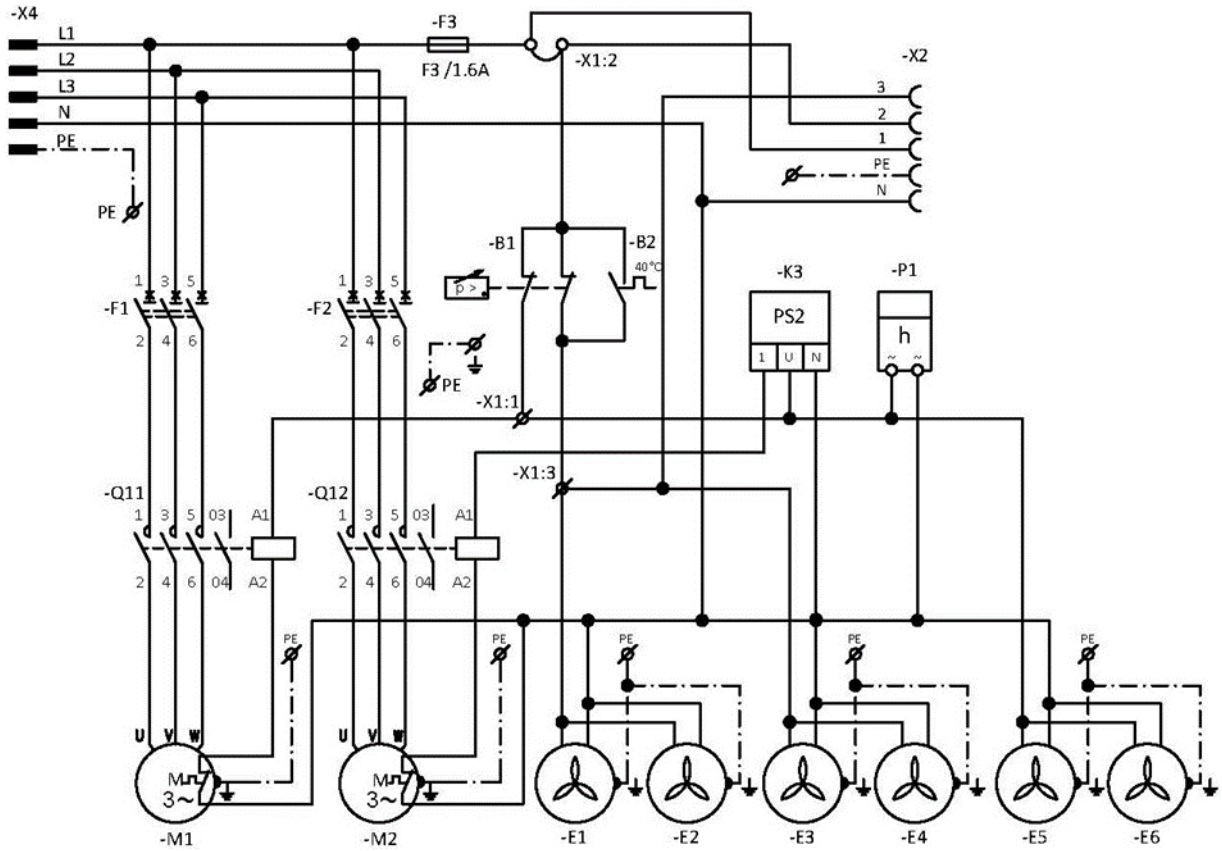 -X4
L1
L2
L3
N
PE
PE
-F3
F3 /1.6A
-X1:2
-X2
3
2
1
PE
N
-B1
-B2
40°C
p >
-K3
PS2
1 U N
-P1
h
~ ~
1 3 5
-F1
2 4 6
1 3 5
-F2
2 4 6
PE
-X1:1
-X1:3
-Q11
1 3 5 03 A1
2 4 6 04 A2
-Q12
1 3 5 03 A1
2 4 6 04 A2
PE
PE
PE
PE
PE
U V W
U V W
M
3~
M
3~
-M1
-M2
-E1
-E2
-E3
-E4
-E5
-E6